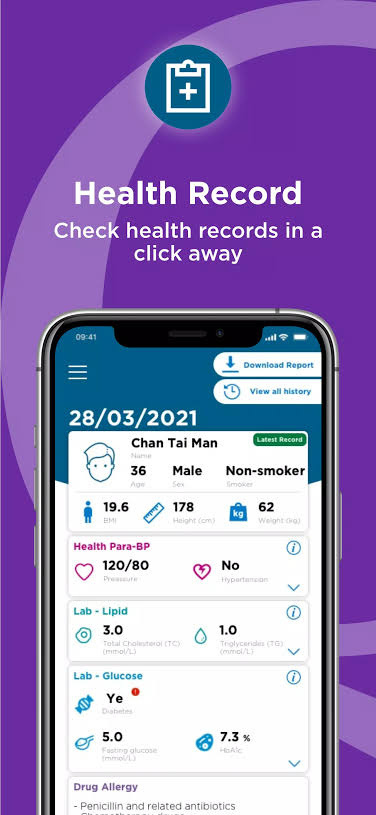 Health Record
Check health records in a
click away
09:41
Download Report
View all history
28/03/2021
Chan Tai Man
Latest Record
Name
36 Male Non-smoker
Age Sex Smoker
19.6 178 kg 62
BMI Height (cm) Weight (kg)
Health Para-BP i
120/80 No
Preassure Hypertension
Lab - Lipid i
3.0 1.0
Total Cholesterol (TC) Triglycerides (TG)
(mmol/L) (mmol/L)
Lab - Glucose i
Ye !
Diabetes
5.0 7.3 %
Fasting glucose HbA1c
(mmol/L)
Drug Allergy
- Penicillin and related antibiotics
- Chemotherapy drugs